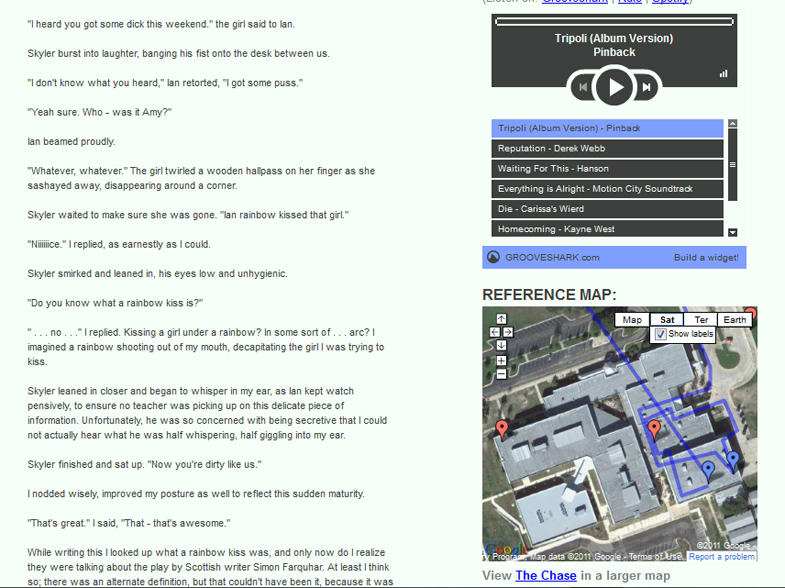 (Listen on: Grooveshark | Rdio | Spotify)
"I heard you got some dick this weekend." the girl said to Ian.
Skyler burst into laughter, banging his fist onto the desk between us.
"I don't know what you heard," Ian retorted, "I got some puss."
"Yeah sure. Who - was it Amy?"
Ian beamed proudly.
"Whatever, whatever." The girl twirled a wooden hallpass on her finger as she
sashayed away, disappearing around a corner.
Skyler waited to make sure she was gone. "Ian rainbow kissed that girl."
"Niiiiiice." I replied, as earnestly as I could.
Skyler smirked and leaned in, his eyes low and unhygienic.
"Do you know what a rainbow kiss is?"
" . . . no . . ." I replied. Kissing a girl under a rainbow? In some sort of . . . arc? I
imagined a rainbow shooting out of my mouth, decapitating the girl I was trying to
kiss.
Skyler leaned in closer and began to whisper in my ear, as Ian kept watch
pensively, to ensure no teacher was picking up on this delicate piece of
information. Unfortunately, he was so concerned with being secretive that I could
not actually hear what he was half whispering, half giggling into my ear.
Skyler finished and sat up. "Now you're dirty like us."
I nodded wisely, improved my posture as well to reflect this sudden maturity.
"That's great." I said, "That - that's awesome."
While writing this I looked up what a rainbow kiss was, and only now do I realize
they were talking about the play by Scottish writer Simon Farquhar. At least I think
so; there was an alternate definition, but that couldn't have been it, because it was
Tripoli (Album Version)
Pinback
Tripoli (Album Version) - Pinback
Reputation - Derek Webb
Waiting For This - Hanson
Everything is Alright - Motion City Soundtrack
Die - Carissa's Wierd
Homecoming - Kayne West
GROOVESHARK.com Build a widget!
REFERENCE MAP:
Map Sat Ter Earth
Show labels
Google
©2011 Google -
Program, Map data ©2011 Google - Terms of Use Report a problem
View The Chase in a larger map